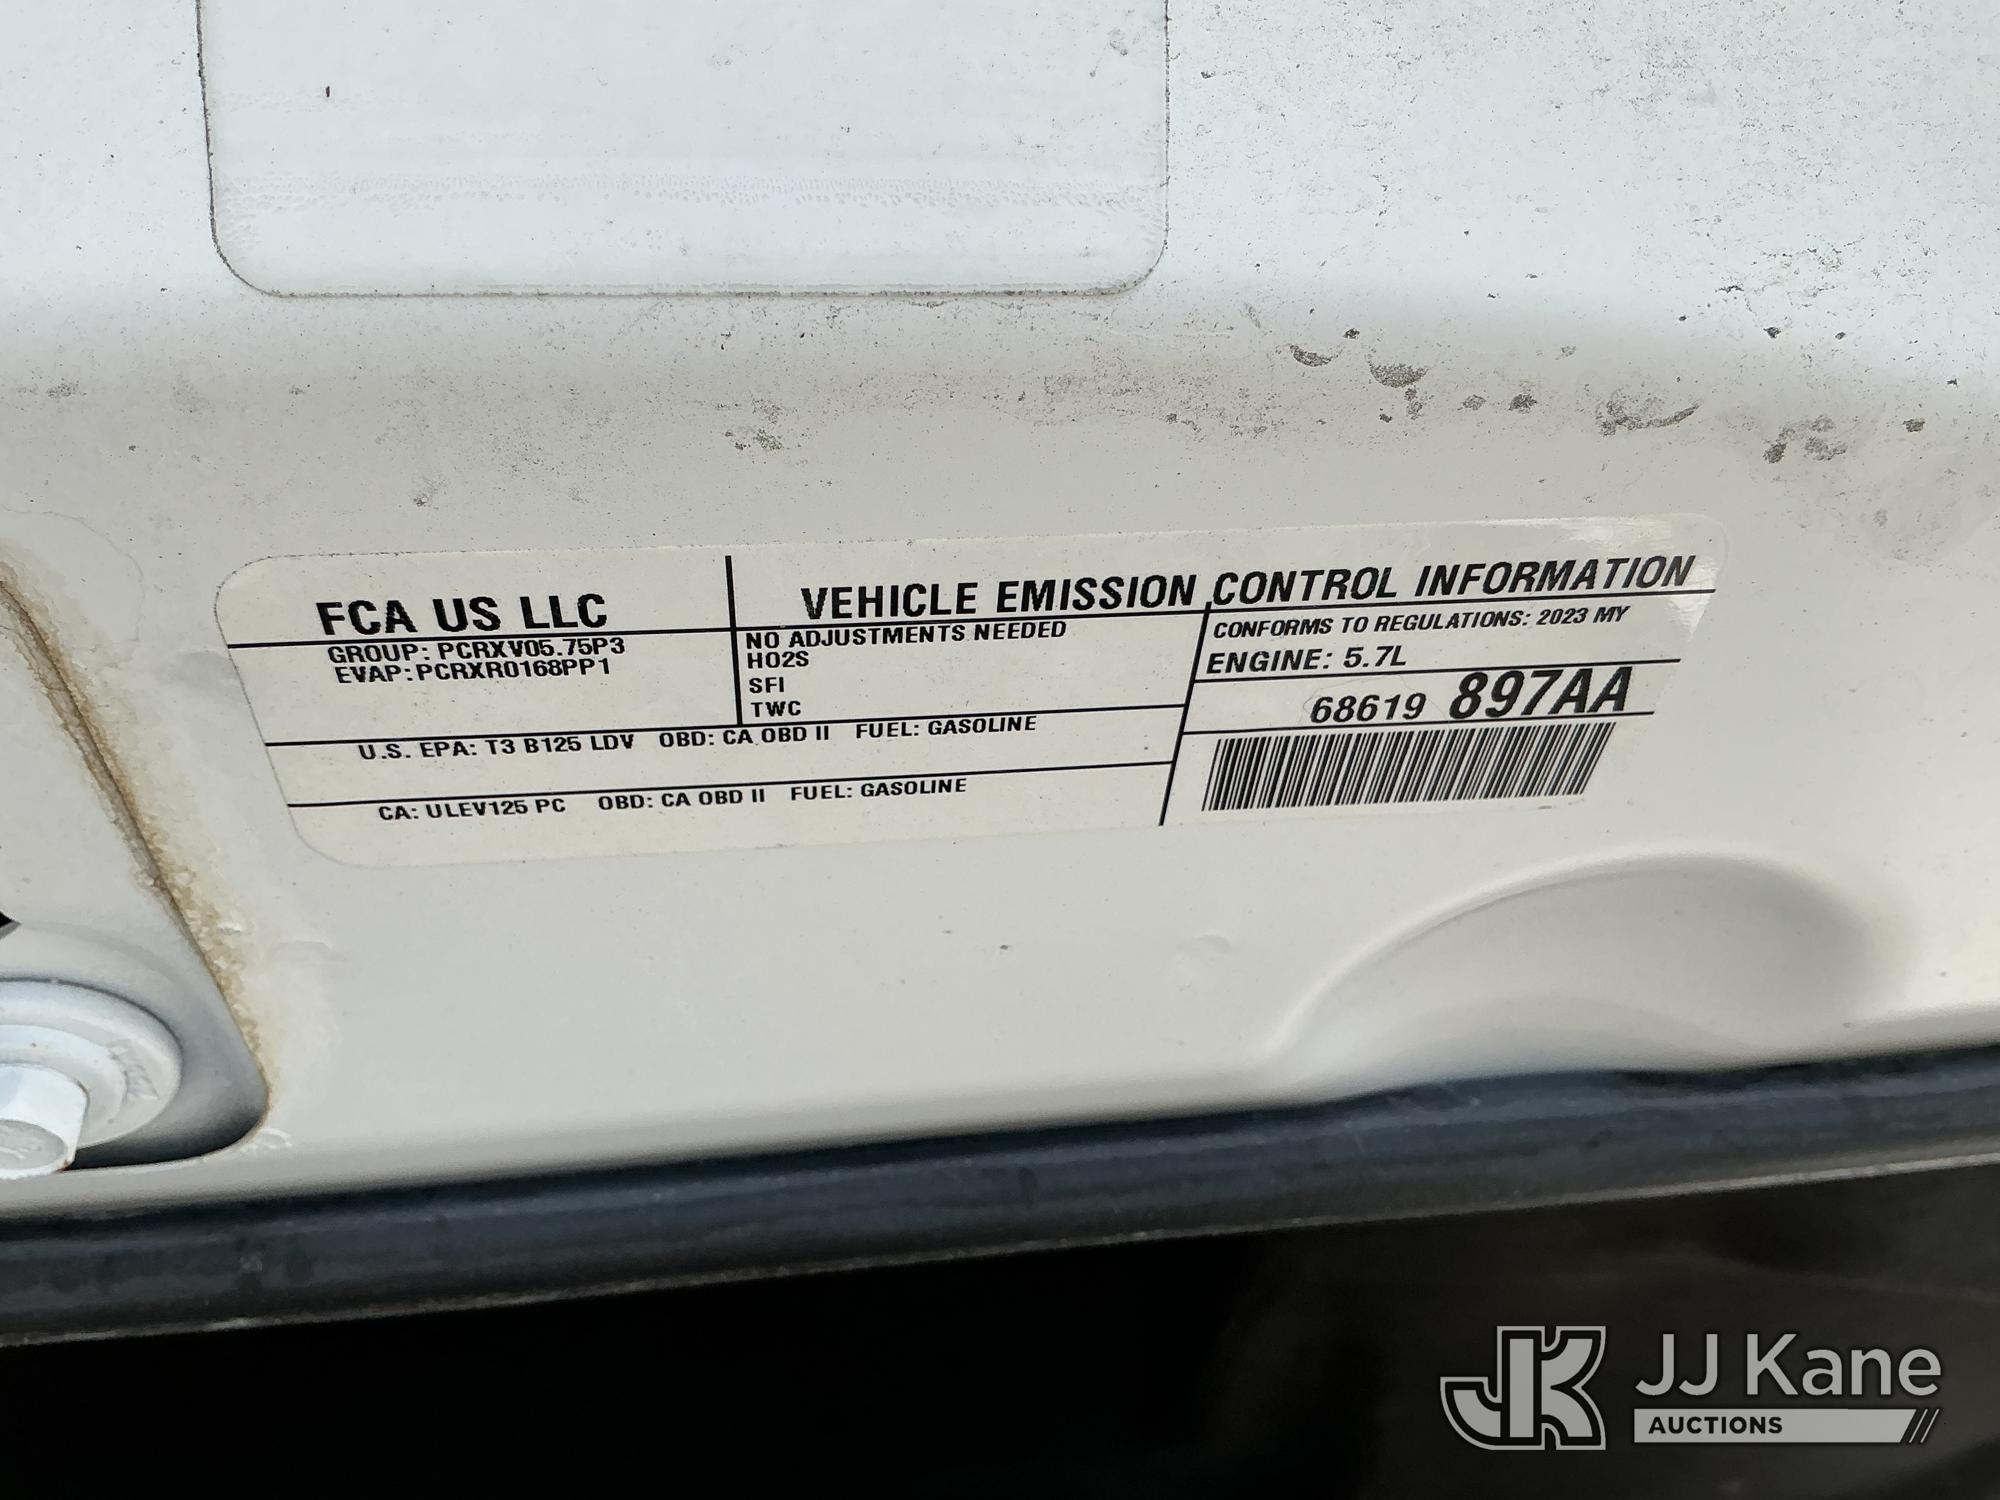 FCA US LLC
GROUP: PCRXV05.75P3
EVAP:PCRXR0168PP1
VEHICLE EMISSION CONTROL INFORMATION
NO ADJUSTMENTS NEEDED
HO2S
SFI
TWC
CONFORMS TO REGULATIONS: 2023 MY
ENGINE: 5.7L
68619 897AA
U.S. EPA: T3 B125 LDV OBD: CA OBD II FUEL: GASOLINE
CA: ULEV125 PC OBD: CA OBD II FUEL: GASOLINE
JK JJ Kane
AUCTIONS